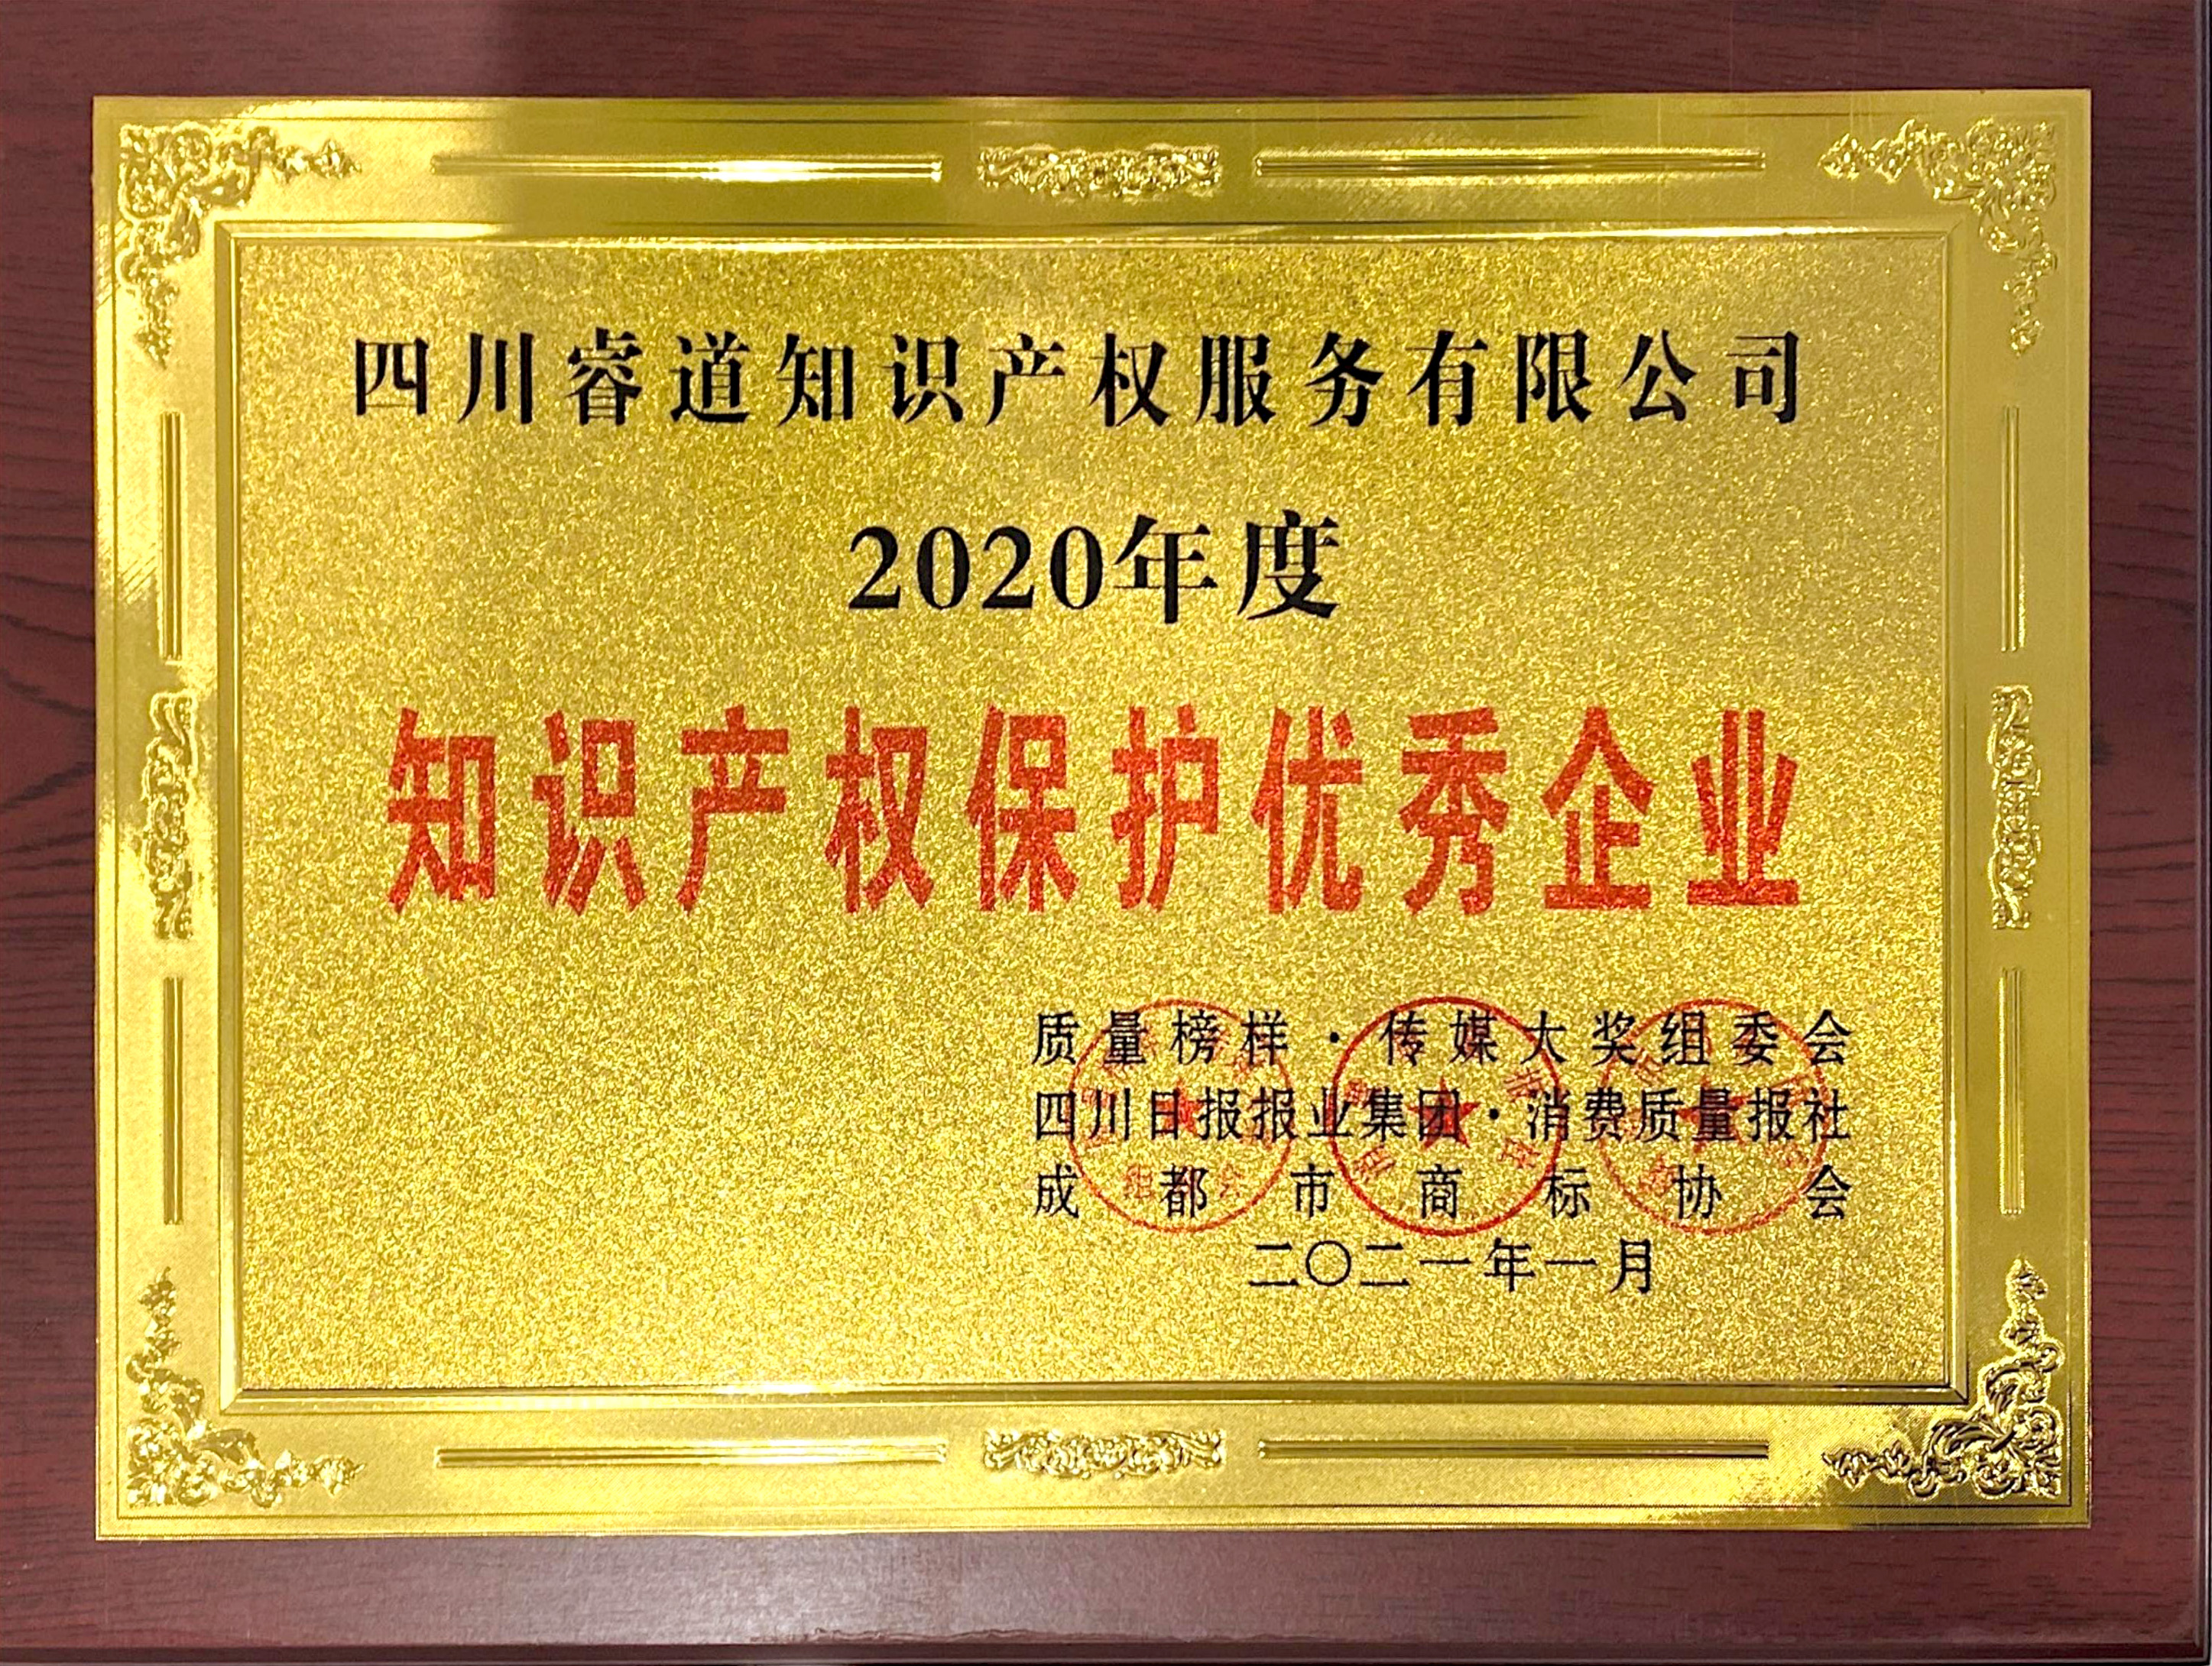 四川睿道知识产权服务有限公司
2020年度
知识产权保护优秀企业
质量榜样·传媒大奖组委会
四川日报报业集团·消费质量报社
成都市商标协会
二〇二一年一月